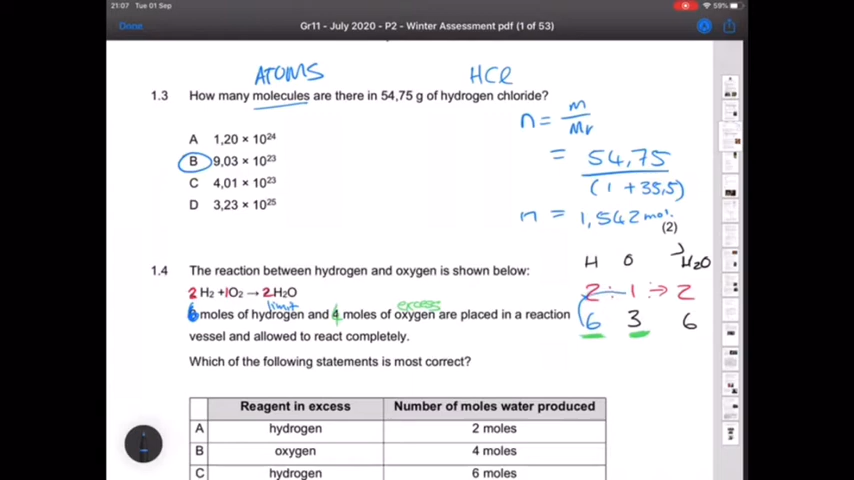 21:07 Tue 01 Sep
59%
Done
Gr11 - July 2020 - P2 - Winter Assessment pdf (1 of 53)
ATOMS HCl
1.3 How many molecules are there in 54,75 g of hydrogen chloride?
n = m / Mr
A 1,20 × 10²⁴
B 9,03 × 10²³
= 54,75 / (1 + 35,5)
C 4,01 × 10²³
D 3,23 × 10²⁵
n = 1,542 mol.
(2)
H O H₂O
1.4 The reaction between hydrogen and oxygen is shown below:
2 H₂ + 1O₂ → 2H₂O
2 : 1 : → 2
limit excess
6 moles of hydrogen and 4 moles of oxygen are placed in a reaction
6 3 6
vessel and allowed to react completely.
Which of the following statements is most correct?
Reagent in excess Number of moles water produced
A hydrogen 2 moles
B oxygen 4 moles
C hydrogen 6 moles